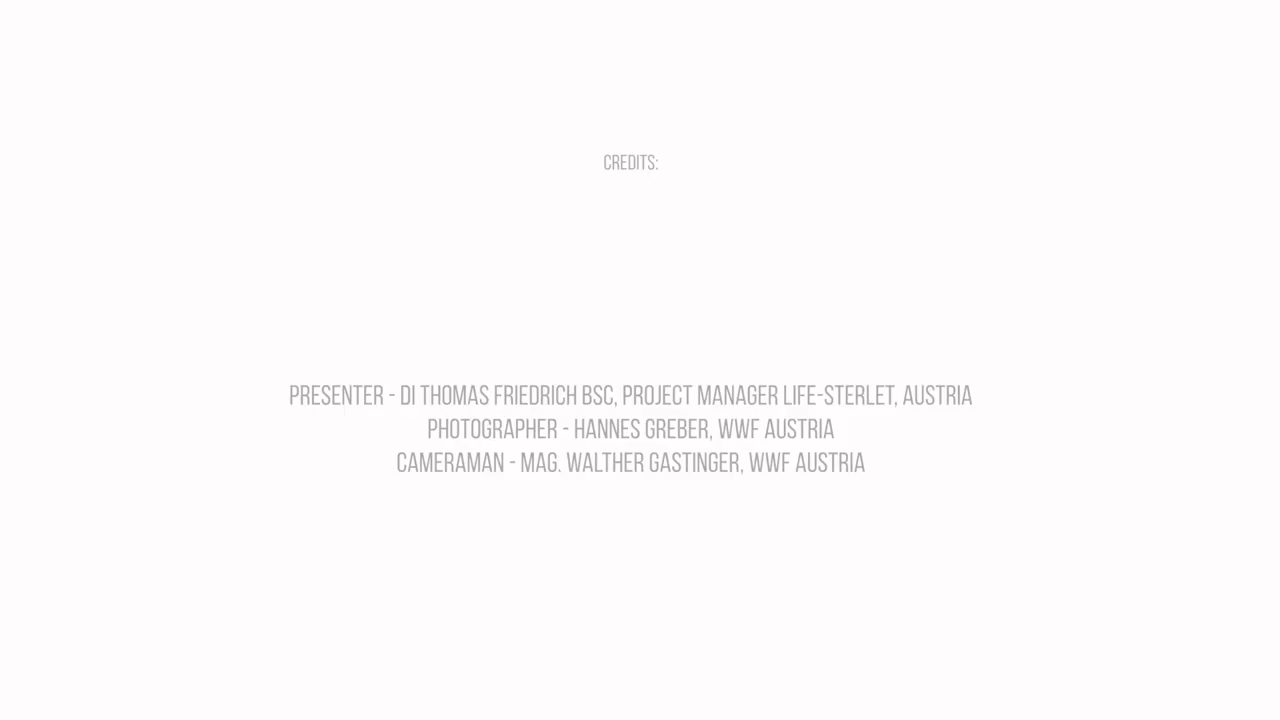 CREDITS:
PRESENTER - DI THOMAS FRIEDRICH BSC, PROJECT MANAGER LIFE-STERLET, AUSTRIA
PHOTOGRAPHER - HANNES GREBER, WWF AUSTRIA
CAMERAMAN - MAG. WALTHER GASTINGER, WWF AUSTRIA